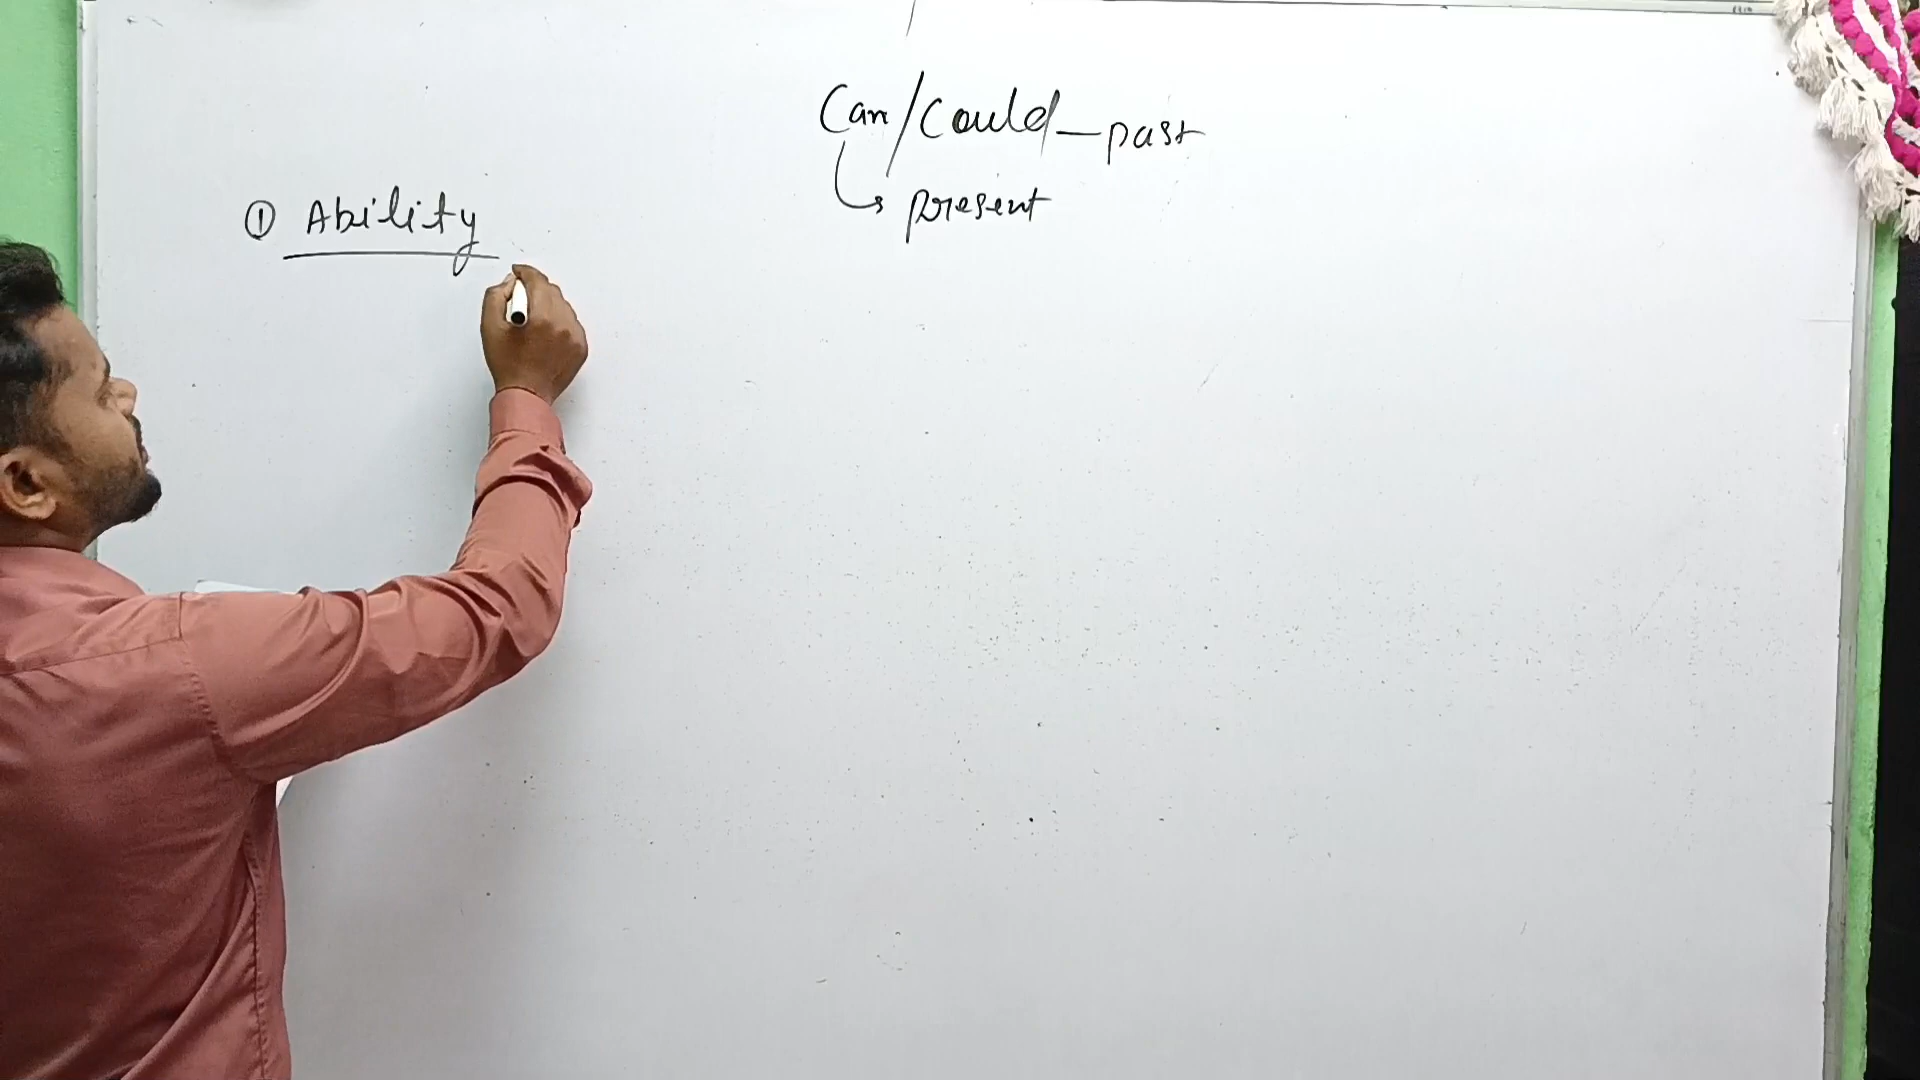 Can/Could—past
↳ present
① Ability